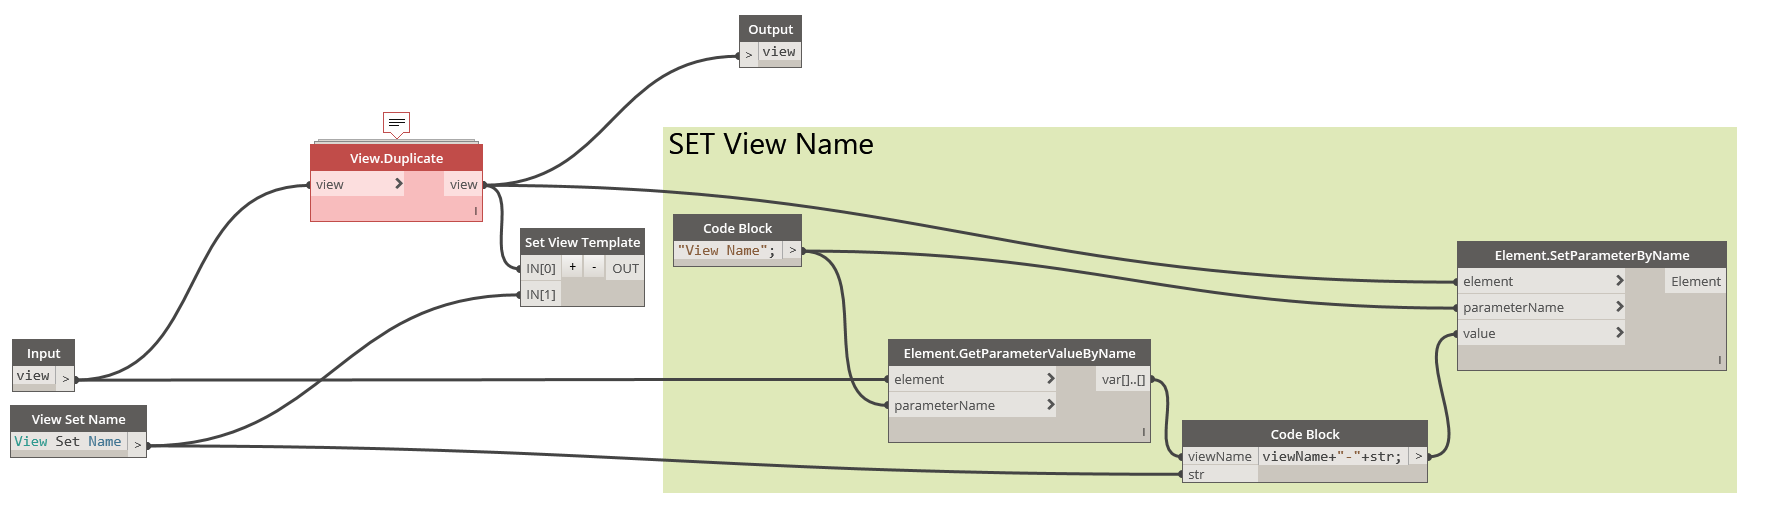 Output
> view
View.Duplicate
view > view
l
SET View Name
Set View Template
IN[0] + - OUT
IN[1]
Code Block
"View Name"; >
Element.SetParameterByName
element > Element
parameterName >
value >
l
Input
view >
View Set Name
View Set Name >
Element.GetParameterValueByName
element > var[]..[]
parameterName >
l
Code Block
viewName viewName+"-"+str; >
str